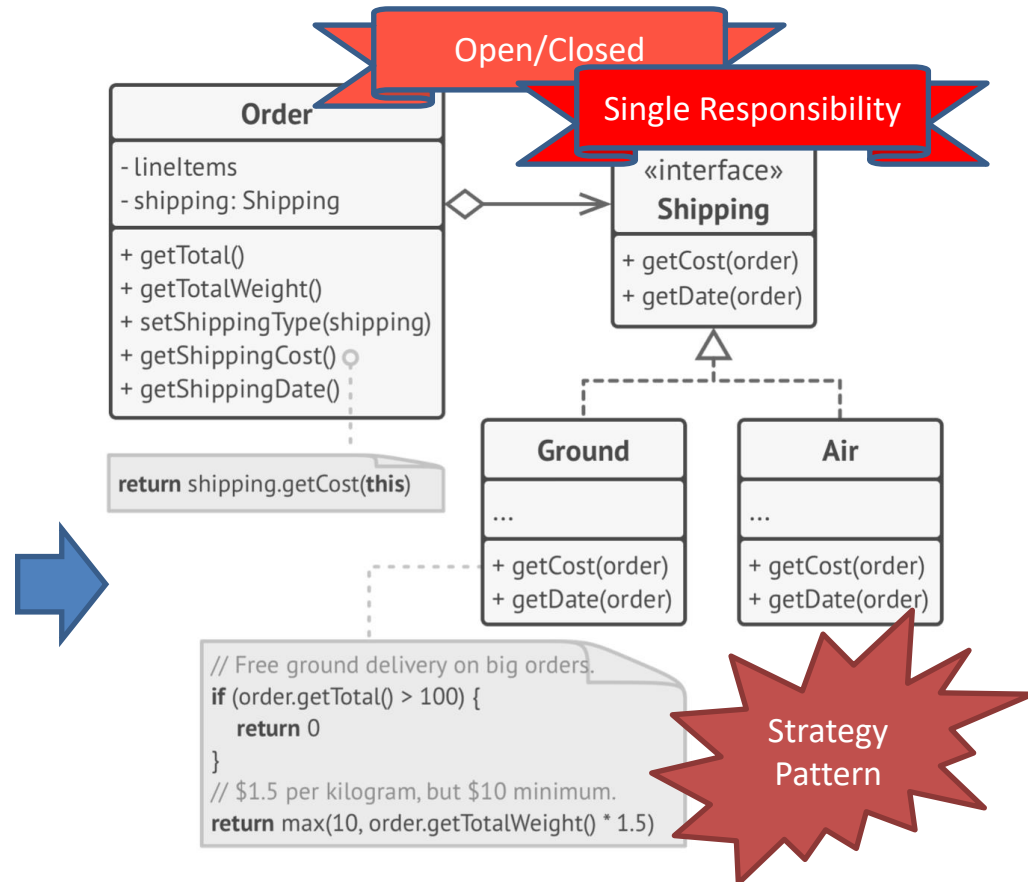 Open/Closed
Single Responsibility
Order
- lineItems
- shipping: Shipping
+ getTotal()
+ getTotalWeight()
+ setShippingType(shipping)
+ getShippingCost()
+ getShippingDate()
return shipping.getCost(this)
«interface»
Shipping
+ getCost(order)
+ getDate(order)
Ground
...
+ getCost(order)
+ getDate(order)
Air
...
+ getCost(order)
+ getDate(order)
// Free ground delivery on big orders.
if (order.getTotal() > 100) {
return 0
}
// $1.5 per kilogram, but $10 minimum.
return max(10, order.getTotalWeight() * 1.5)
Strategy
Pattern